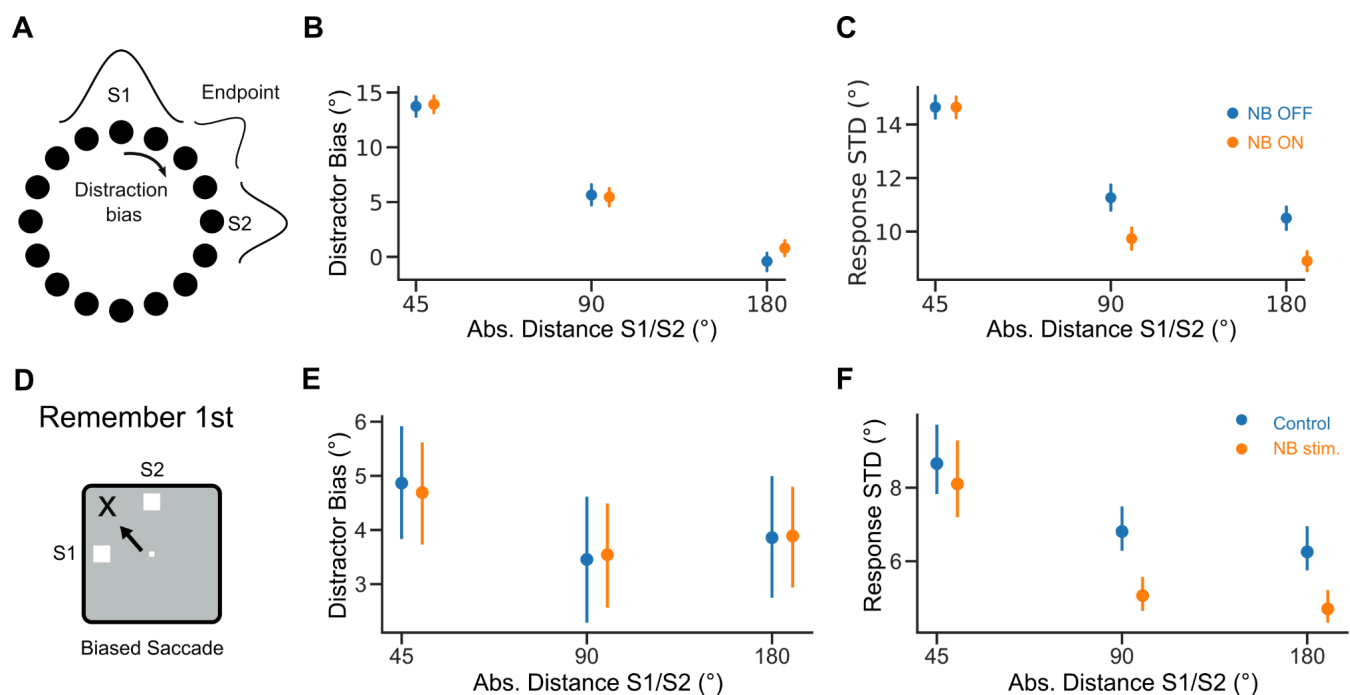 A
S1
Endpoint
Distraction
bias
S2
B
Distractor Bias (°)
15
10
5
0
45
90
180
Abs. Distance S1/S2 (°)
C
Response STD (°)
14
12
10
NB OFF
NB ON
45
90
180
Abs. Distance S1/S2 (°)
D
Remember 1st
S2
X
S1
Biased Saccade
E
Distractor Bias (°)
6
5
4
3
45
90
180
Abs. Distance S1/S2 (°)
F
Response STD (°)
8
6
Control
NB stim.
45
90
180
Abs. Distance S1/S2 (°)